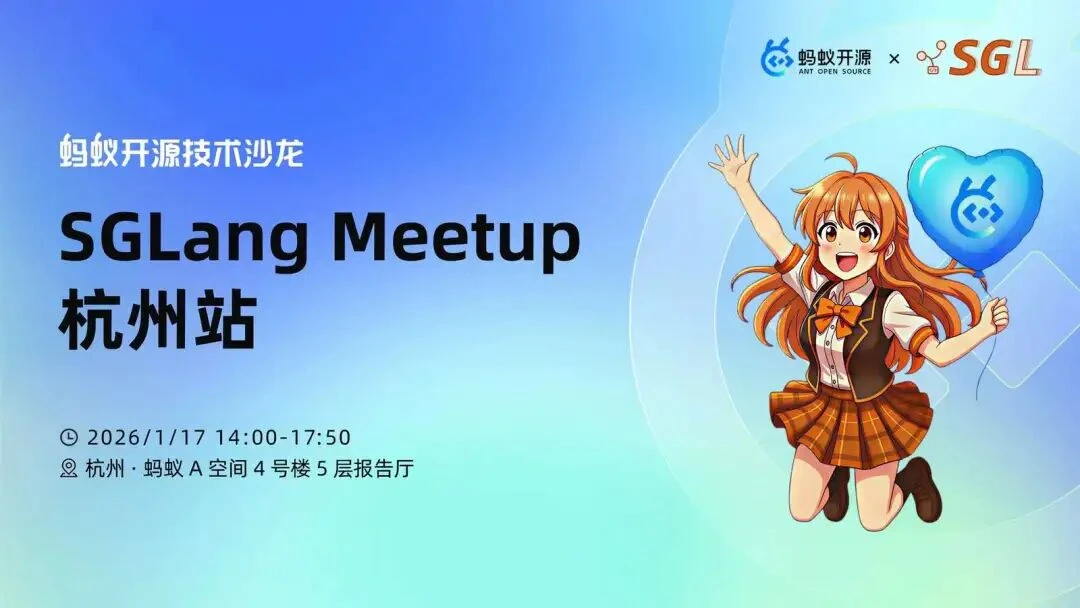 蚂蚁开源
ANT OPEN SOURCE
×
SGL
蚂蚁开源技术沙龙
SGLang Meetup
杭州站
2026/1/17 14:00-17:50
杭州 · 蚂蚁 A 空间 4 号楼 5 层报告厅